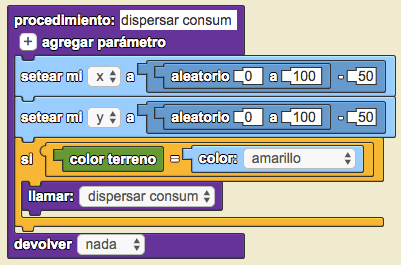 procedimiento: dispersar consum
+ agregar parámetro
setear mi x a aleatorio 0 a 100 - 50
setear mi y a aleatorio 0 a 100 - 50
si color terreno = color: amarillo
llamar: dispersar consum
devolver nada